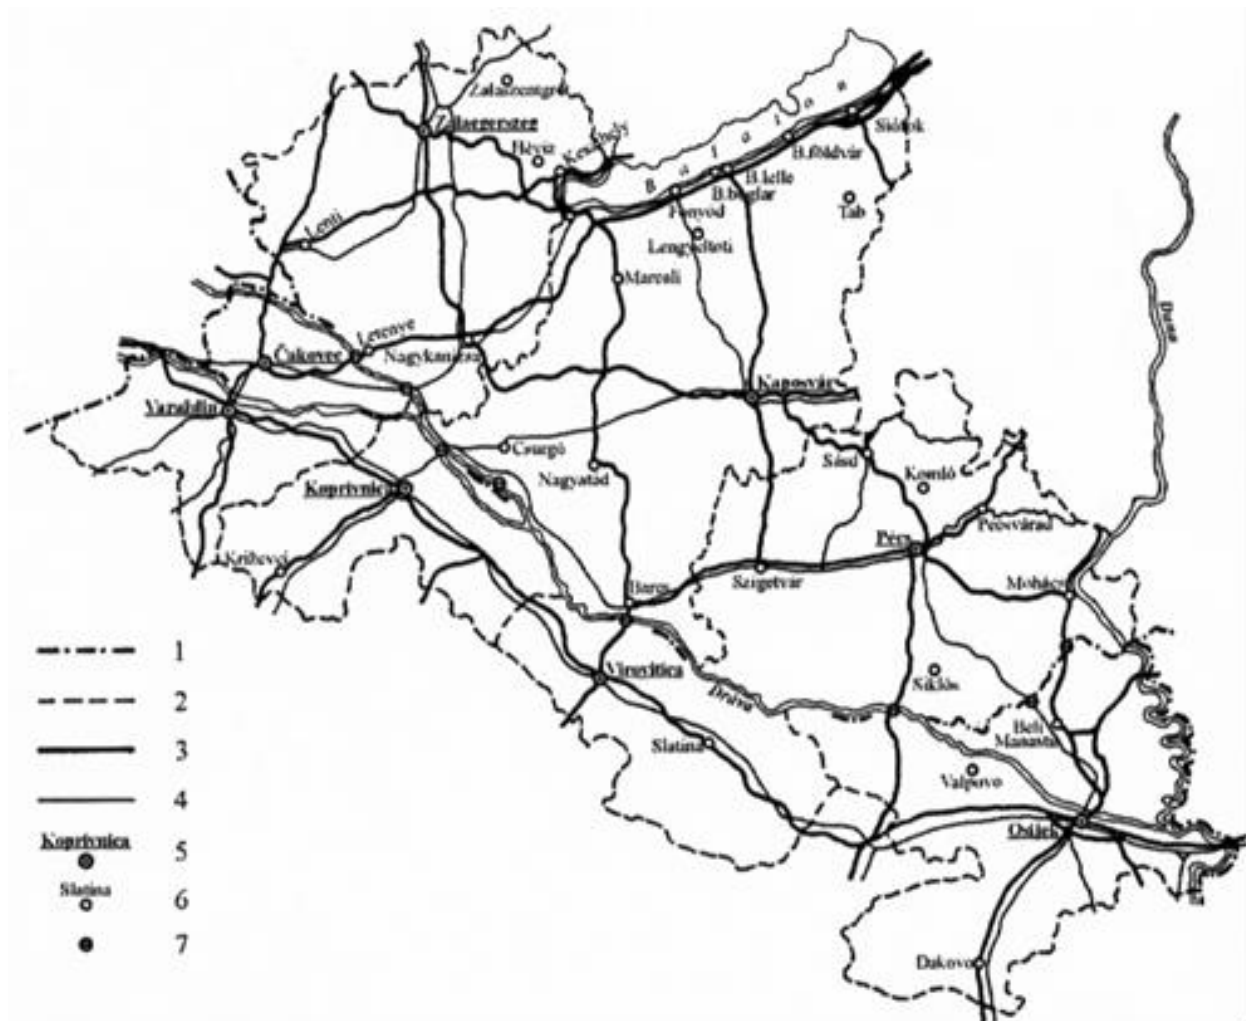 Zalaszentgrót
Zalaegerszeg
Hévíz
Keszthely
Balaton
Siófok
B.földvár
B.lelle
B.boglar
Fonyód
Tab
Lengyeltóti
Lenti
Marcali
Duna
Letenye
Čakovec
Nagykanizsa
Kaposvár
Varaždin
Csurgó
Sásd
Komló
Nagyatád
Koprivnica
Pécsvárad
Pécs
Križevci
Szigetvár
Mohács
Barcs
1
Virovitica
Siklós
Dráva
2
Beli
Manastir
Slatina
3
Valpovo
4
Osijek
Koprivnica
5
Slatina
6
7
Đakovo